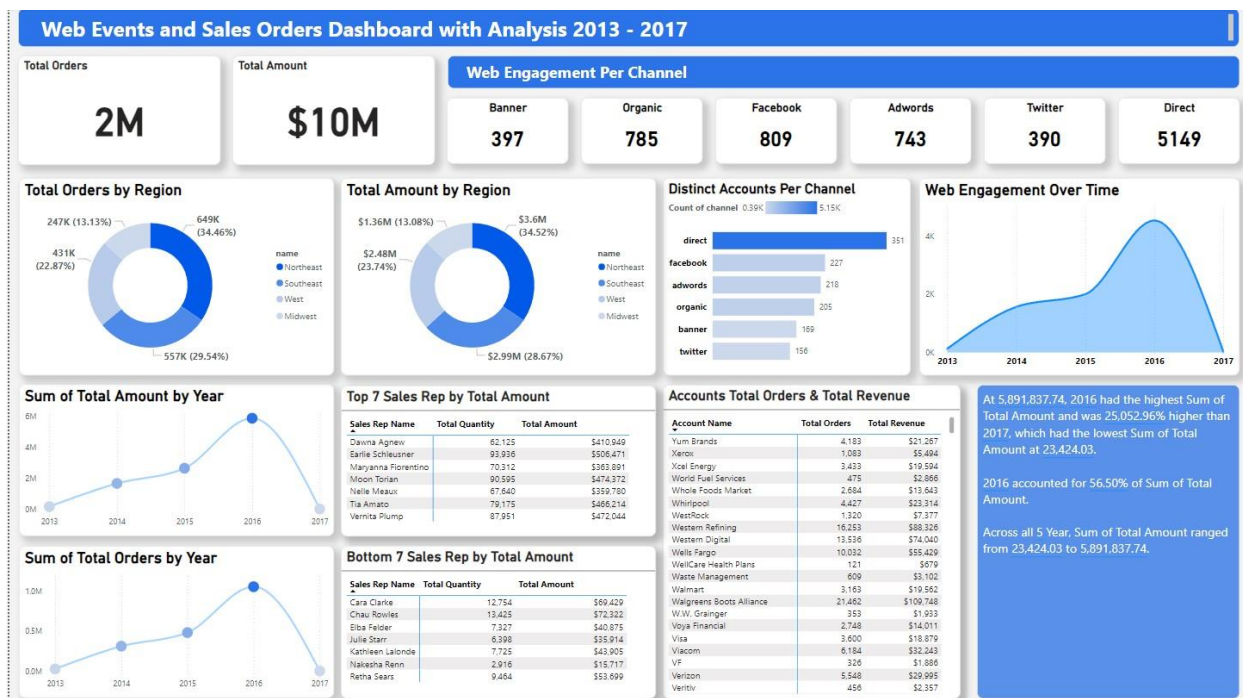 Web Events and Sales Orders Dashboard with Analysis 2013 - 2017
Total Orders
2M
Total Amount
$10M
Web Engagement Per Channel
Banner
397
Organic
785
Facebook
809
Adwords
743
Twitter
390
Direct
5149
Total Orders by Region
247K (13.13%)
649K
(34.46%)
431K
(22.87%)
557K (29.54%)
name
Northeast
Southeast
West
Midwest
Total Amount by Region
$1.36M (13.08%)
$3.6M
(34.52%)
$2.48M
(23.74%)
$2.99M (28.67%)
name
Northeast
Southeast
West
Midwest
Distinct Accounts Per Channel
Count of channel 0.39K 5.15K
direct 351
facebook 227
adwords 218
organic 205
banner 169
twitter 156
Web Engagement Over Time
4K
2K
0K
2013 2014 2015 2016 2017
Sum of Total Amount by Year
6M
4M
2M
0M
2013 2014 2015 2016 2017
Sum of Total Orders by Year
1.0M
0.5M
0.0M
2013 2014 2015 2016 2017
Top 7 Sales Rep by Total Amount
Sales Rep Name Total Quantity Total Amount
Dawna Agnew 62,125 $410,949
Earlie Schleusner 93,936 $506,471
Maryanna Fiorentino 70,312 $363,891
Moon Torian 90,595 $474,372
Nelle Meaux 67,640 $359,780
Tia Amato 79,175 $466,214
Vernita Plump 87,951 $472,044
Bottom 7 Sales Rep by Total Amount
Sales Rep Name Total Quantity Total Amount
Cara Clarke 12,754 $69,429
Chau Rowles 13,425 $72,322
Elba Felder 7,327 $40,875
Julie Starr 6,398 $35,914
Kathleen Lalonde 7,725 $43,905
Nakesha Renn 2,916 $15,717
Retha Sears 9,464 $53,699
Accounts Total Orders & Total Revenue
Account Name Total Orders Total Revenue
Yum Brands 4,183 $21,267
Xerox 1,083 $5,494
Xcel Energy 3,433 $19,594
World Fuel Services 475 $2,866
Whole Foods Market 2,684 $13,643
Whirlpool 4,427 $23,314
WestRock 1,320 $7,377
Western Refining 16,253 $88,326
Western Digital 13,536 $74,040
Wells Fargo 10,032 $55,429
WellCare Health Plans 121 $679
Waste Management 609 $3,102
Walmart 3,163 $19,562
Walgreens Boots Alliance 21,462 $109,748
W.W. Grainger 353 $1,933
Voya Financial 2,748 $14,011
Visa 3,600 $18,879
Viacom 6,184 $32,243
VF 326 $1,886
Verizon 5,548 $29,995
Veritiv 456 $2,357
At 5,891,837.74, 2016 had the highest Sum of
Total Amount and was 25,052.96% higher than
2017, which had the lowest Sum of Total
Amount at 23,424.03.
2016 accounted for 56.50% of Sum of Total
Amount.
Across all 5 Year, Sum of Total Amount ranged
from 23,424.03 to 5,891,837.74.